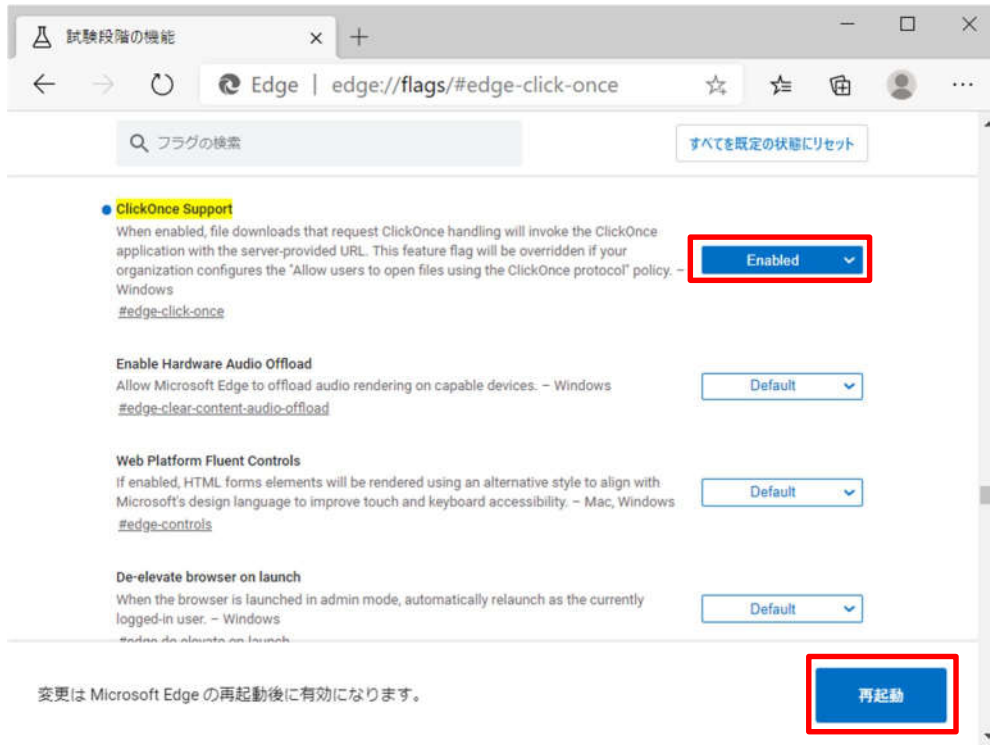 試験段階の機能
Edge | edge://flags/#edge-click-once
フラグの検索
すべてを既定の状態にリセット
ClickOnce Support
When enabled, file downloads that request ClickOnce handling will invoke the ClickOnce
application with the server-provided URL. This feature flag will be overridden if your
organization configures the "Allow users to open files using the ClickOnce protocol" policy. –
Windows
#edge-click-once
Enabled
Enable Hardware Audio Offload
Allow Microsoft Edge to offload audio rendering on capable devices. – Windows
#edge-clear-content-audio-offload
Default
Web Platform Fluent Controls
If enabled, HTML forms elements will be rendered using an alternative style to align with
Microsoft's design language to improve touch and keyboard accessibility. – Mac, Windows
#edge-controls
Default
De-elevate browser on launch
When the browser is launched in admin mode, automatically relaunch as the currently
logged-in user. – Windows
#edge-de-elevate-on-launch
Default
変更は Microsoft Edge の再起動後に有効になります。
再起動